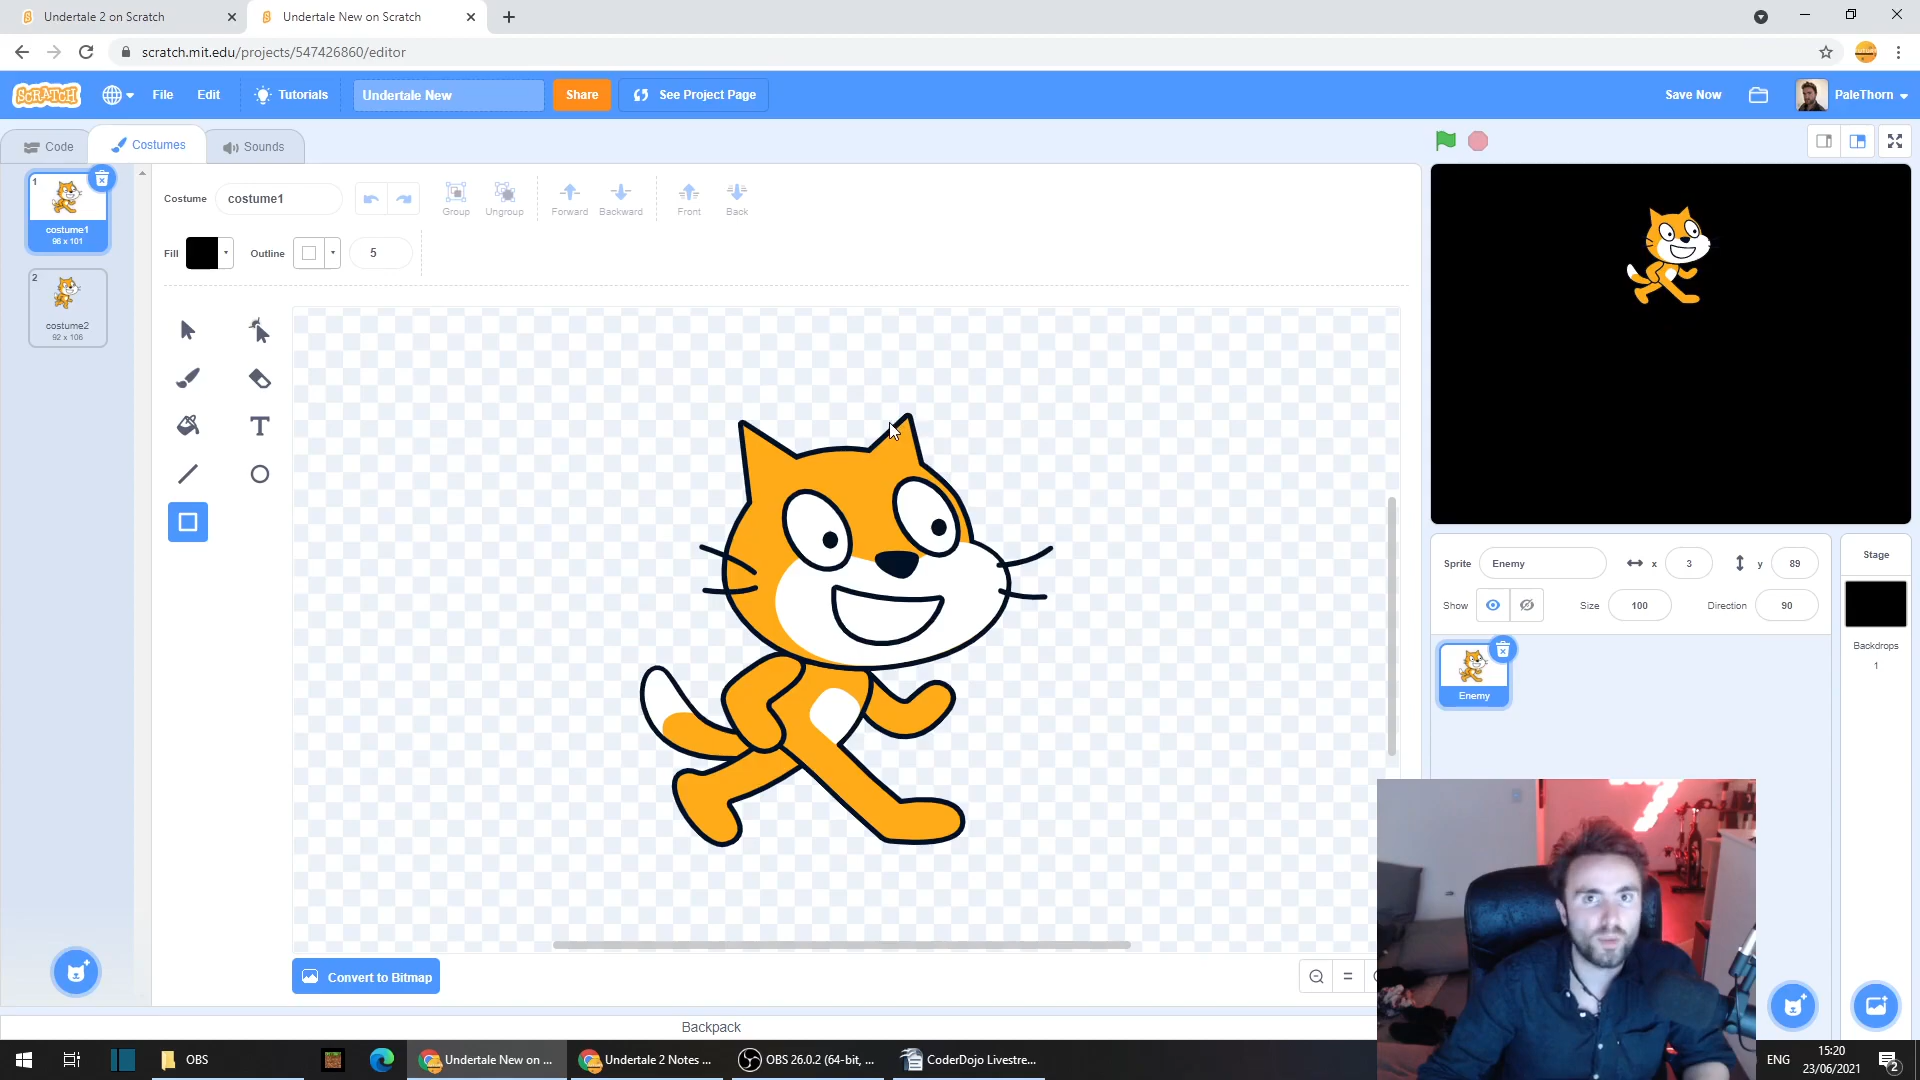 Undertale 2 on Scratch
Undertale New on Scratch
scratch.mit.edu/projects/547426860/editor
SCRATCH
File
Edit
Tutorials
Undertale New
Share
See Project Page
Save Now
PaleThorn
Code
Costumes
Sounds
1
costume1
96 x 101
2
costume2
92 x 106
Costume
costume1
Group
Ungroup
Forward
Backward
Front
Back
Fill
Outline
5
Convert to Bitmap
Backpack
Sprite
Enemy
x
3
y
89
Show
Size
100
Direction
90
Enemy
Stage
Backdrops
1
OBS
Undertale New on ...
Undertale 2 Notes ...
OBS 26.0.2 (64-bit, ...
CoderDojo Livestre...
ENG
15:20
23/06/2021
2